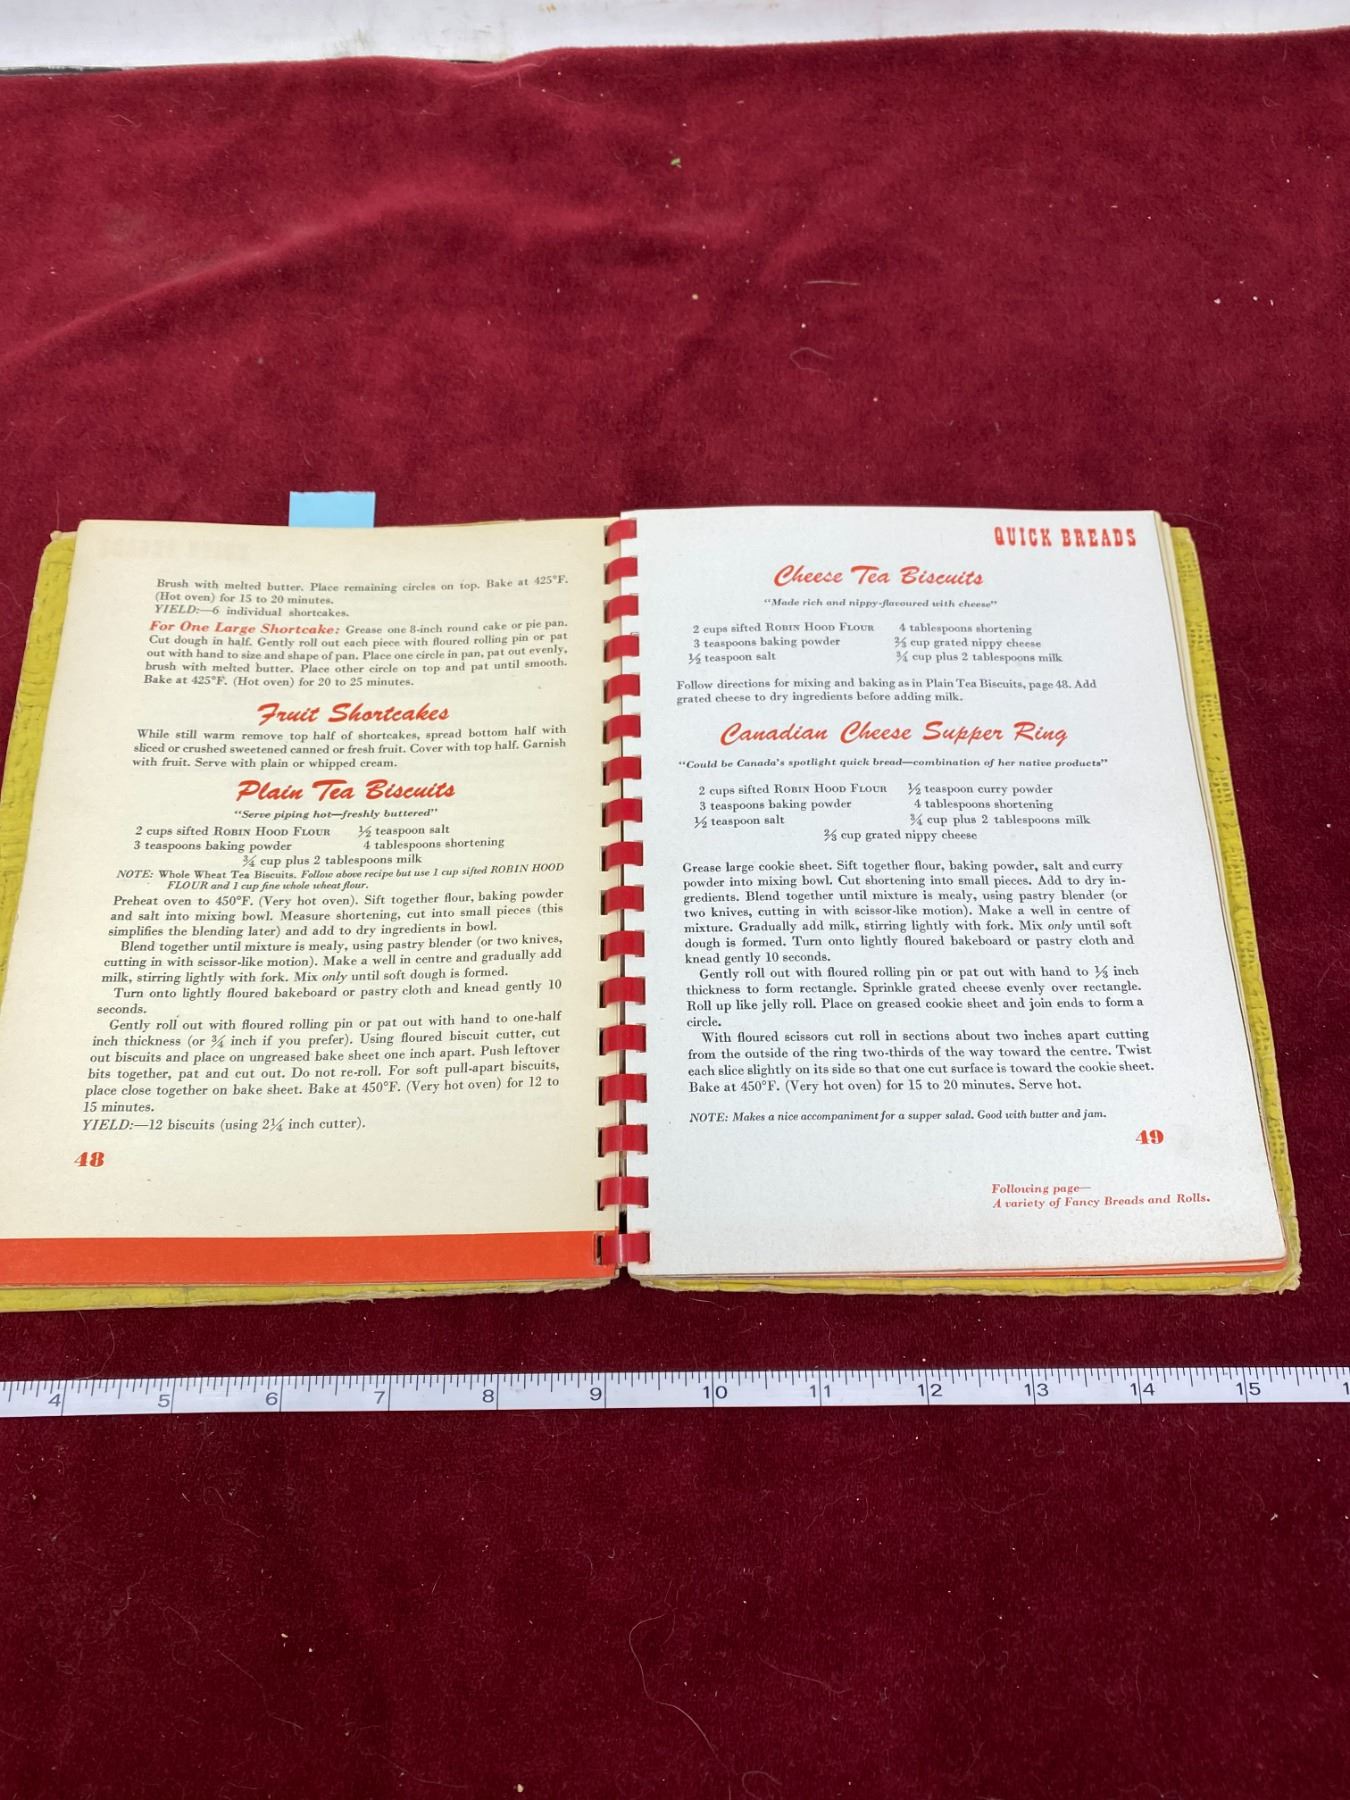 Brush with melted butter. Place remaining circles on top. Bake at 425°F.
(Hot oven) for 15 to 20 minutes.
YIELD:—6 individual shortcakes.
For One Large Shortcake: Grease one 8-inch round cake or pie pan.
Cut dough in half. Gently roll out each piece with floured rolling pin or pat
out with hand to size and shape of pan. Place one circle in pan, pat out evenly,
brush with melted butter. Place other circle on top and pat until smooth.
Bake at 425°F. (Hot oven) for 20 to 25 minutes.
Fruit Shortcakes
While still warm remove top half of shortcakes, spread bottom half with
sliced or crushed sweetened canned or fresh fruit. Cover with top half. Garnish
with fruit. Serve with plain or whipped cream.
Plain Tea Biscuits
"Serve piping hot—freshly buttered"
2 cups sifted ROBIN HOOD FLOUR ½ teaspoon salt
3 teaspoons baking powder 4 tablespoons shortening
¾ cup plus 2 tablespoons milk
NOTE: Whole Wheat Tea Biscuits. Follow above recipe but use 1 cup sifted ROBIN HOOD
FLOUR and 1 cup fine whole wheat flour.
Preheat oven to 450°F. (Very hot oven). Sift together flour, baking powder
and salt into mixing bowl. Measure shortening, cut into small pieces (this
simplifies the blending later) and add to dry ingredients in bowl.
Blend together until mixture is mealy, using pastry blender (or two knives,
cutting in with scissor-like motion). Make a well in centre and gradually add
milk, stirring lightly with fork. Mix only until soft dough is formed.
Turn onto lightly floured bakeboard or pastry cloth and knead gently 10
seconds.
Gently roll out with floured rolling pin or pat out with hand to one-half
inch thickness (or ¾ inch if you prefer). Using floured biscuit cutter, cut
out biscuits and place on ungreased bake sheet one inch apart. Push leftover
bits together, pat and cut out. Do not re-roll. For soft pull-apart biscuits,
place close together on bake sheet. Bake at 450°F. (Very hot oven) for 12 to
15 minutes.
YIELD:—12 biscuits (using 2¼ inch cutter).
48
QUICK BREADS
Cheese Tea Biscuits
"Made rich and nippy-flavoured with cheese"
2 cups sifted ROBIN HOOD FLOUR 4 tablespoons shortening
3 teaspoons baking powder ⅔ cup grated nippy cheese
½ teaspoon salt ¾ cup plus 2 tablespoons milk
Follow directions for mixing and baking as in Plain Tea Biscuits, page 48. Add
grated cheese to dry ingredients before adding milk.
Canadian Cheese Supper Ring
"Could be Canada's spotlight quick bread—combination of her native products"
2 cups sifted ROBIN HOOD FLOUR ½ teaspoon curry powder
3 teaspoons baking powder 4 tablespoons shortening
½ teaspoon salt ¾ cup plus 2 tablespoons milk
⅔ cup grated nippy cheese
Grease large cookie sheet. Sift together flour, baking powder, salt and curry
powder into mixing bowl. Cut shortening into small pieces. Add to dry in-
gredients. Blend together until mixture is mealy, using pastry blender (or
two knives, cutting in with scissor-like motion). Make a well in centre of
mixture. Gradually add milk, stirring lightly with fork. Mix only until soft
dough is formed. Turn onto lightly floured bakeboard or pastry cloth and
knead gently 10 seconds.
Gently roll out with floured rolling pin or pat out with hand to ⅓ inch
thickness to form rectangle. Sprinkle grated cheese evenly over rectangle.
Roll up like jelly roll. Place on greased cookie sheet and join ends to form a
circle.
With floured scissors cut roll in sections about two inches apart cutting
from the outside of the ring two-thirds of the way toward the centre. Twist
each slice slightly on its side so that one cut surface is toward the cookie sheet.
Bake at 450°F. (Very hot oven) for 15 to 20 minutes. Serve hot.
NOTE: Makes a nice accompaniment for a supper salad. Good with butter and jam.
49
Following page—
A variety of Fancy Breads and Rolls.
4 5 6 7 8 9 10 11 12 13 14 15